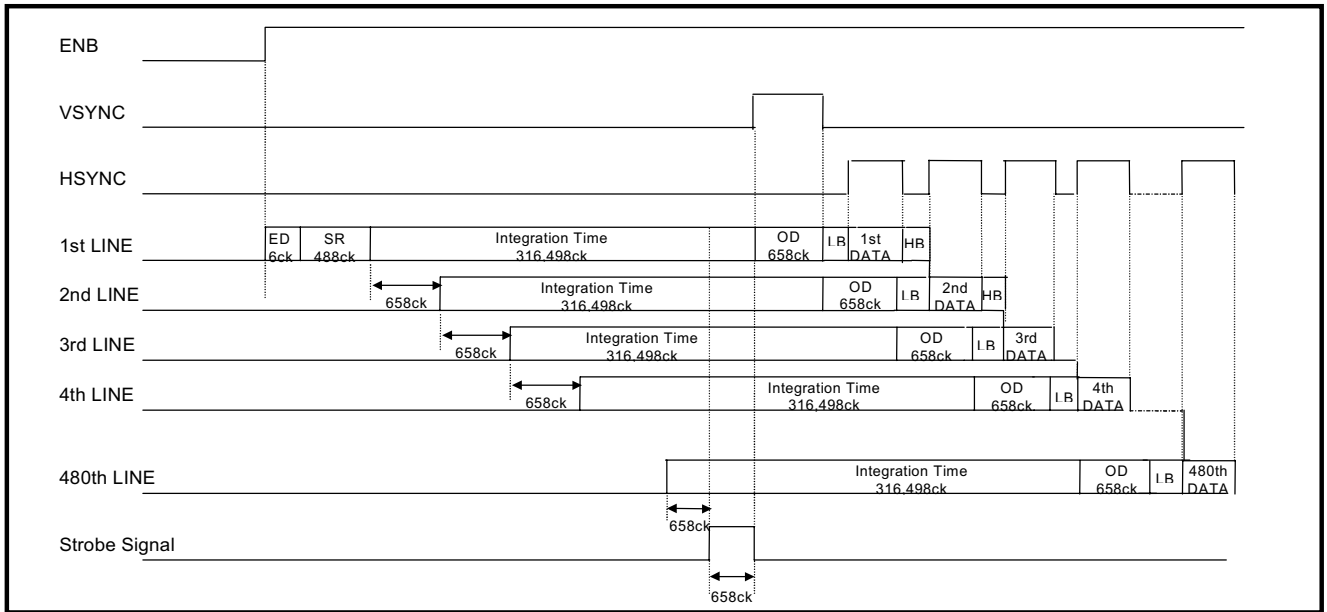 ENB
VSYNC
HSYNC
1st LINE
ED
6ck
SR
488ck
Integration Time
316,498ck
OD
658ck
LB
1st
DATA
HB
2nd LINE
658ck
Integration Time
316,498ck
OD
658ck
LB
2nd
DATA
HB
3rd LINE
658ck
Integration Time
316,498ck
OD
658ck
LB
3rd
DATA
4th LINE
658ck
Integration Time
316,498ck
OD
658ck
LB
4th
DATA
480th LINE
Integration Time
316,498ck
OD
658ck
LB
480th
DATA
658ck
Strobe Signal
658ck